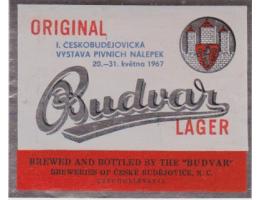 ORIGINAL
I. ČESKOBUDĚJOVICKÁ
VÝSTAVA PIVNÍCH NÁLEPEK
20.—31. května 1967
Budvar
LAGER
BREWED AND BOTTLED BY THE "BUDVAR"
BREWERIES OF ČESKÉ BUDĚJOVICE, N. C.
CZECHOSLOVAKIA